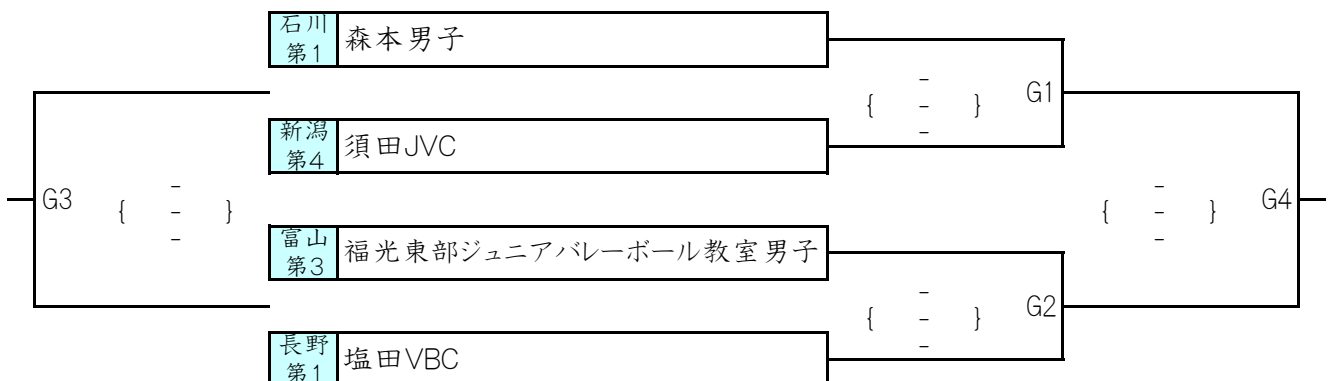 石川
第1
森本男子
新潟
第4
須田JVC
富山
第3
福光東部ジュニアバレーボール教室男子
長野
第1
塩田VBC
-
{ - }
-
G1
-
{ - }
-
G2
G3
-
{ - }
-
-
{ - }
-
G4